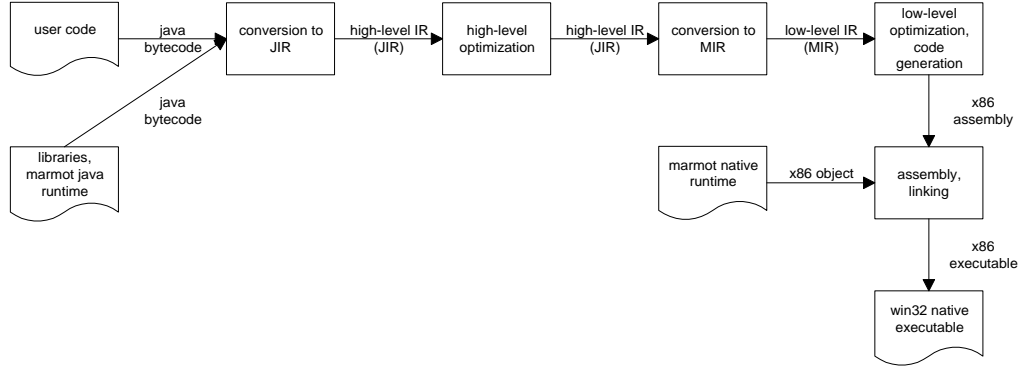 user code
java
bytecode
conversion to
JIR
high-level IR
(JIR)
high-level
optimization
high-level IR
(JIR)
conversion to
MIR
low-level IR
(MIR)
low-level
optimization,
code
generation
java
bytecode
x86
assembly
libraries,
marmot java
runtime
marmot native
runtime
x86 object
assembly,
linking
x86
executable
win32 native
executable